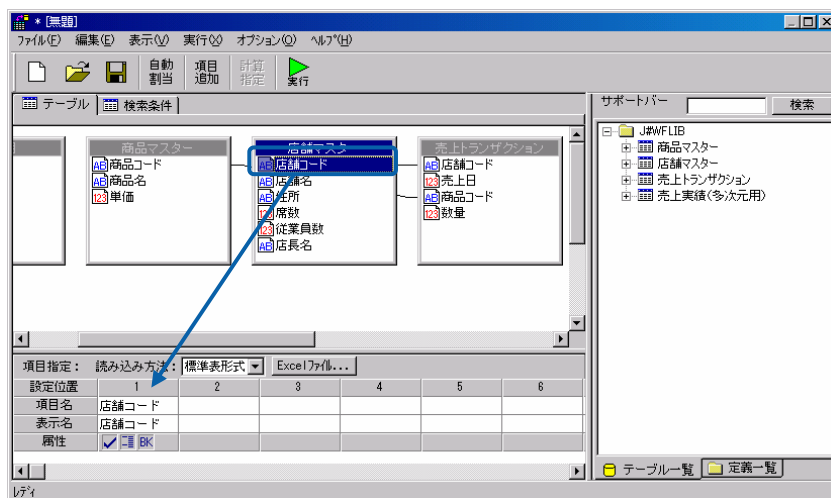 * [無題]
ファイル(F) 編集(E) 表示(V) 実行(X) オプション(O) ヘルプ(H)
自動割当 項目追加 計算指定 実行
テーブル 検索条件
商品マスター
商品コード
商品名
単価
店舗マスタ
店舗コード
店舗名
住所
席数
従業員数
店長名
売上トランザクション
店舗コード
売上日
商品コード
数量
項目指定： 読み込み方法： 標準表形式 Excelファイル...
設定位置 1 2 3 4 5 6
項目名 店舗コード
表示名 店舗コード
属性 BK
レディ
サポートバー 検索
J#WFLIB
商品マスター
店舗マスター
売上トランザクション
売上実績(多次元用)
テーブル一覧 定義一覧